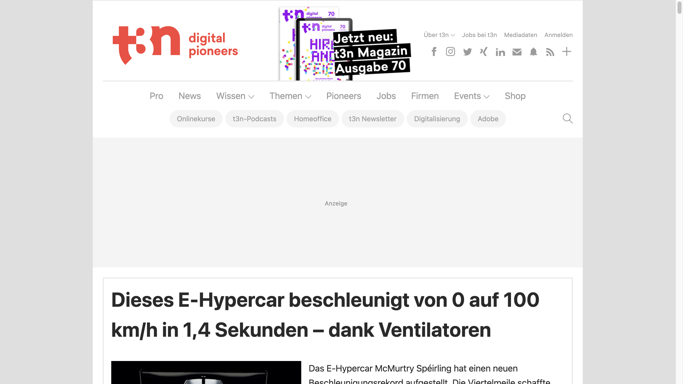 t3n digital pioneers
70
70
HIRE
AND
Jetzt neu:
t3n Magazin
Ausgabe 70
Über t3n
Jobs bei t3n
Mediadaten
Anmelden
Pro
News
Wissen
Themen
Pioneers
Jobs
Firmen
Events
Shop
Onlinekurse
t3n-Podcasts
Homeoffice
t3n Newsletter
Digitalisierung
Adobe
Anzeige
Dieses E-Hypercar beschleunigt von 0 auf 100
km/h in 1,4 Sekunden – dank Ventilatoren
Das E-Hypercar McMurtry Spéirling hat einen neuen
Beschleunigungsrekord aufgestellt. Die Viertelmeile schaffte